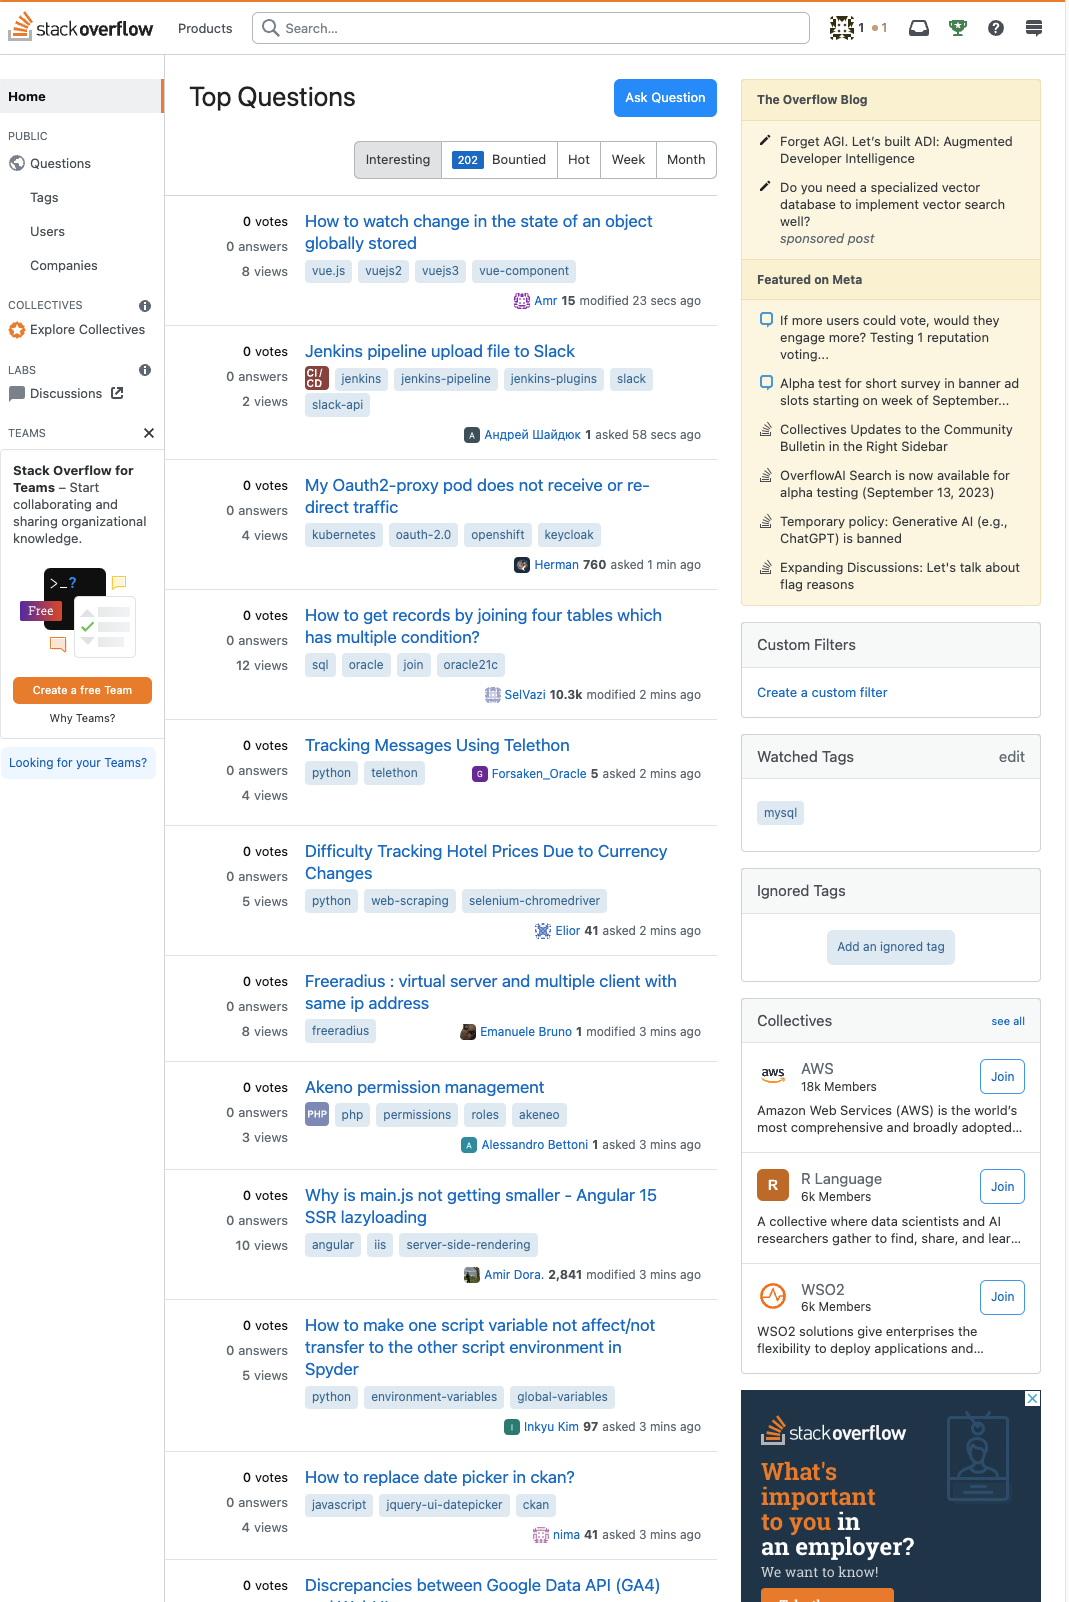 stackoverflow
Products
Search...
1 1
Home
PUBLIC
Questions
Tags
Users
Companies
COLLECTIVES
Explore Collectives
LABS
Discussions
TEAMS
Stack Overflow for
Teams – Start
collaborating and
sharing organizational
knowledge.
>_?
Free
Create a free Team
Why Teams?
Looking for your Teams?
Top Questions
Ask Question
Interesting
202 Bountied
Hot
Week
Month
0 votes
0 answers
8 views
How to watch change in the state of an object
globally stored
vue.js vuejs2 vuejs3 vue-component
Amr 15 modified 23 secs ago
0 votes
0 answers
2 views
Jenkins pipeline upload file to Slack
CI/
CD
jenkins jenkins-pipeline jenkins-plugins slack
slack-api
A Андрей Шайдюк 1 asked 58 secs ago
0 votes
0 answers
4 views
My Oauth2-proxy pod does not receive or re-
direct traffic
kubernetes oauth-2.0 openshift keycloak
Herman 760 asked 1 min ago
0 votes
0 answers
12 views
How to get records by joining four tables which
has multiple condition?
sql oracle join oracle21c
SelVazi 10.3k modified 2 mins ago
0 votes
0 answers
4 views
Tracking Messages Using Telethon
python telethon
G Forsaken_Oracle 5 asked 2 mins ago
0 votes
0 answers
5 views
Difficulty Tracking Hotel Prices Due to Currency
Changes
python web-scraping selenium-chromedriver
Elior 41 asked 2 mins ago
0 votes
0 answers
8 views
Freeradius : virtual server and multiple client with
same ip address
freeradius
Emanuele Bruno 1 modified 3 mins ago
0 votes
0 answers
3 views
Akeno permission management
PHP php permissions roles akeneo
A Alessandro Bettoni 1 asked 3 mins ago
0 votes
0 answers
10 views
Why is main.js not getting smaller - Angular 15
SSR lazyloading
angular iis server-side-rendering
Amir Dora. 2,841 modified 3 mins ago
0 votes
0 answers
5 views
How to make one script variable not affect/not
transfer to the other script environment in
Spyder
python environment-variables global-variables
I Inkyu Kim 97 asked 3 mins ago
0 votes
0 answers
4 views
How to replace date picker in ckan?
javascript jquery-ui-datepicker ckan
nima 41 asked 3 mins ago
0 votes
Discrepancies between Google Data API (GA4)
The Overflow Blog
Forget AGI. Let's built ADI: Augmented
Developer Intelligence
Do you need a specialized vector
database to implement vector search
well?
sponsored post
Featured on Meta
If more users could vote, would they
engage more? Testing 1 reputation
voting...
Alpha test for short survey in banner ad
slots starting on week of September...
Collectives Updates to the Community
Bulletin in the Right Sidebar
OverflowAI Search is now available for
alpha testing (September 13, 2023)
Temporary policy: Generative AI (e.g.,
ChatGPT) is banned
Expanding Discussions: Let's talk about
flag reasons
Custom Filters
Create a custom filter
Watched Tags
edit
mysql
Ignored Tags
Add an ignored tag
Collectives
see all
aws
AWS
18k Members
Join
Amazon Web Services (AWS) is the world's
most comprehensive and broadly adopted...
R
R Language
6k Members
Join
A collective where data scientists and AI
researchers gather to find, share, and lear...
WSO2
6k Members
Join
WSO2 solutions give enterprises the
flexibility to deploy applications and...
stackoverflow
What's
important
to you in
an employer?
We want to know!